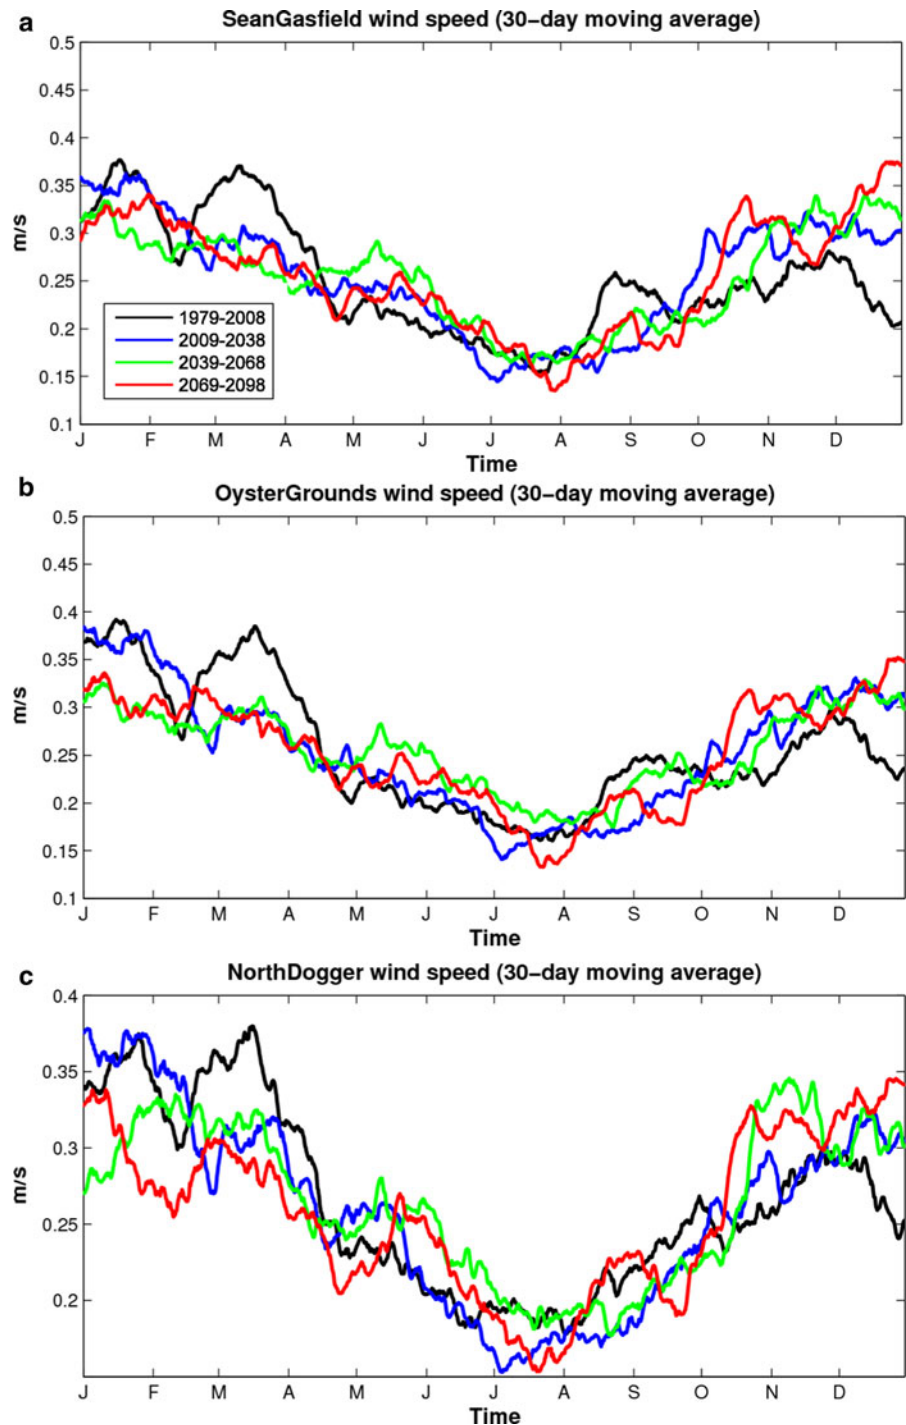 a
SeanGasfield wind speed (30−day moving average)
0.5
0.45
0.4
0.35
0.3
0.25
0.2
0.15
0.1
m/s
1979-2008
2009-2038
2039-2068
2069-2098
J F M A M J J A S O N D
Time
b
OysterGrounds wind speed (30−day moving average)
0.5
0.45
0.4
0.35
0.3
0.25
0.2
0.15
0.1
m/s
J F M A M J J A S O N D
Time
c
NorthDogger wind speed (30−day moving average)
0.4
0.35
0.3
0.25
0.2
m/s
J F M A M J J A S O N D
Time